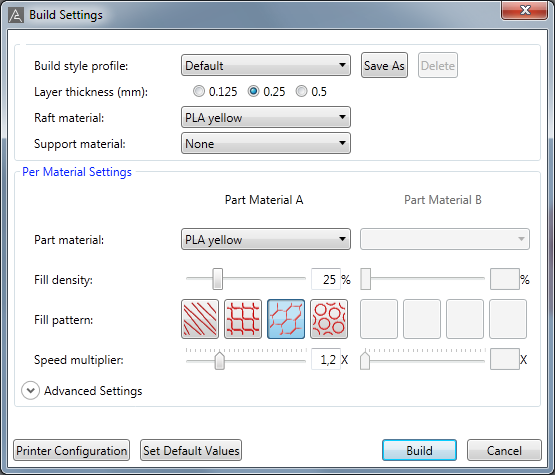 Build Settings
Build style profile: Default Save As Delete
Layer thickness (mm): 0.125 0.25 0.5
Raft material: PLA yellow
Support material: None
Per Material Settings
Part Material A Part Material B
Part material: PLA yellow
Fill density: 25 % %
Fill pattern:
Speed multiplier: 1,2 X X
Advanced Settings
Printer Configuration Set Default Values Build Cancel